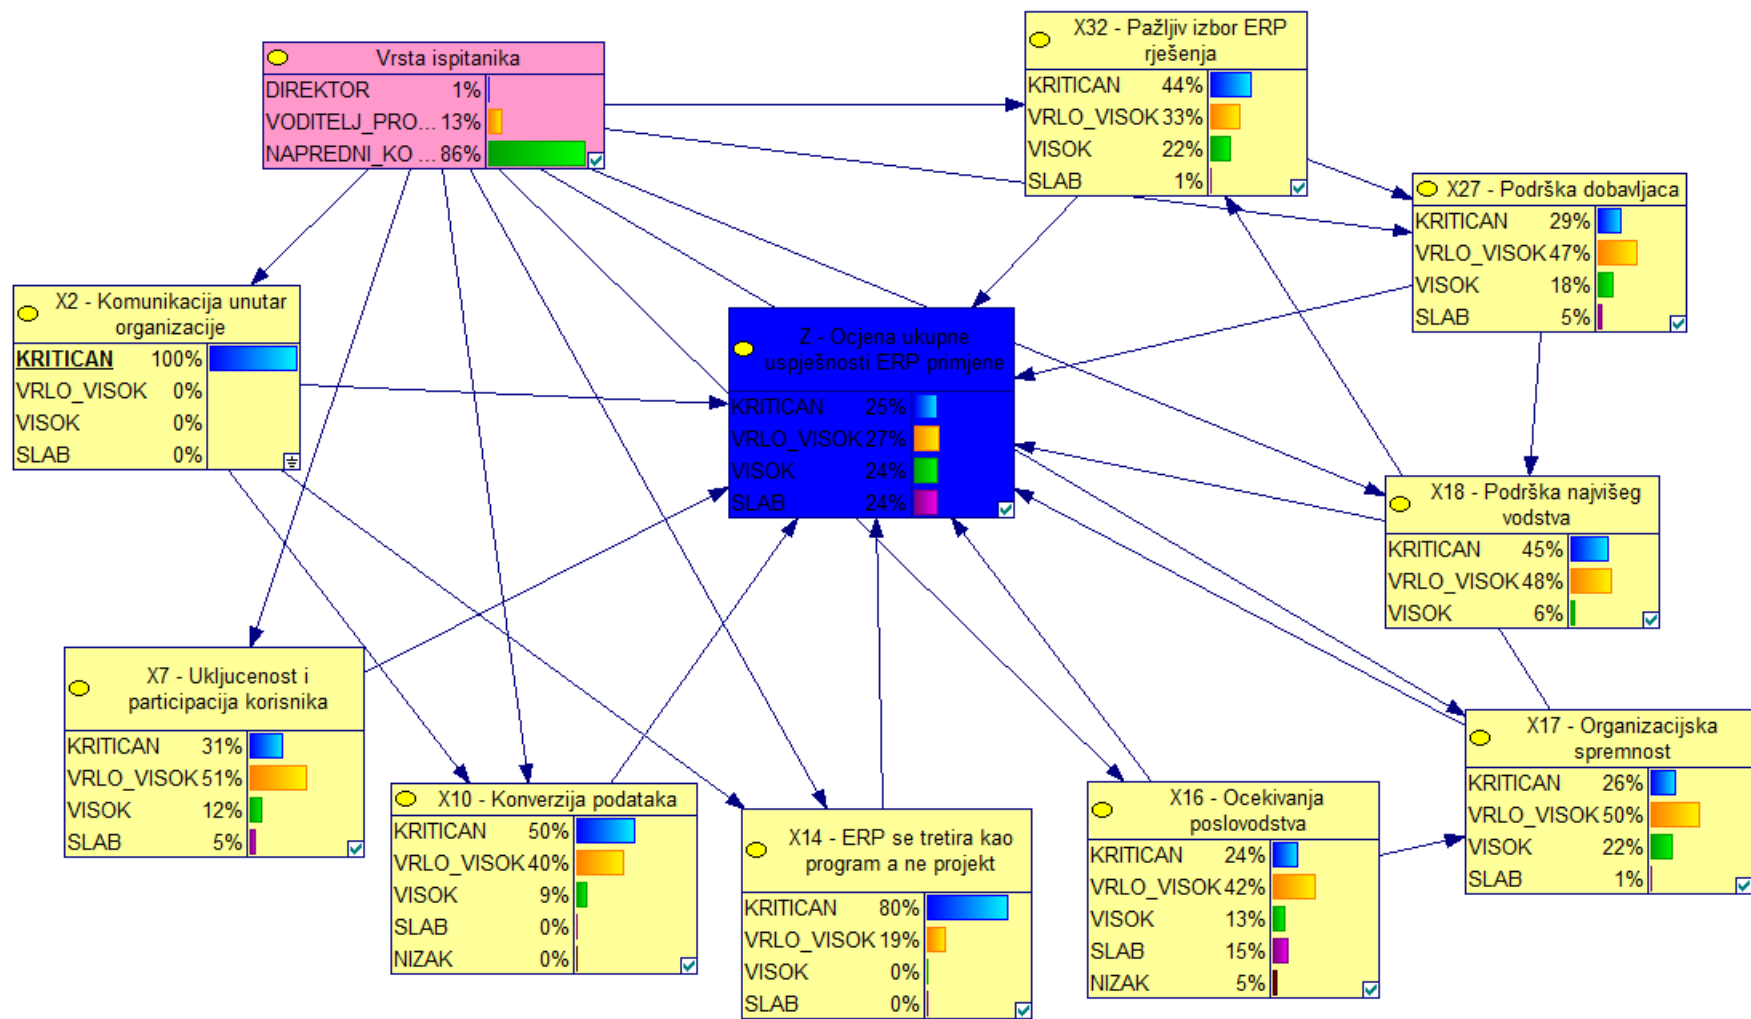 Vrsta ispitanika
DIREKTOR 1%
VODITELJ_PRO... 13%
NAPREDNI_KO ... 86%
X32 - Pažljiv izbor ERP
rješenja
KRITICAN 44%
VRLO_VISOK 33%
VISOK 22%
SLAB 1%
X27 - Podrška dobavljaca
KRITICAN 29%
VRLO_VISOK 47%
VISOK 18%
SLAB 5%
X2 - Komunikacija unutar
organizacije
KRITICAN 100%
VRLO_VISOK 0%
VISOK 0%
SLAB 0%
Z - Ocjena ukupne
uspješnosti ERP primjene
KRITICAN 25%
VRLO_VISOK 27%
VISOK 24%
SLAB 24%
X18 - Podrška najvišeg
vodstva
KRITICAN 45%
VRLO_VISOK 48%
VISOK 6%
X7 - Ukljucenost i
participacija korisnika
KRITICAN 31%
VRLO_VISOK 51%
VISOK 12%
SLAB 5%
X10 - Konverzija podataka
KRITICAN 50%
VRLO_VISOK 40%
VISOK 9%
SLAB 0%
NIZAK 0%
X14 - ERP se tretira kao
program a ne projekt
KRITICAN 80%
VRLO_VISOK 19%
VISOK 0%
SLAB 0%
X16 - Ocekivanja
poslovodstva
KRITICAN 24%
VRLO_VISOK 42%
VISOK 13%
SLAB 15%
NIZAK 5%
X17 - Organizacijska
spremnost
KRITICAN 26%
VRLO_VISOK 50%
VISOK 22%
SLAB 1%